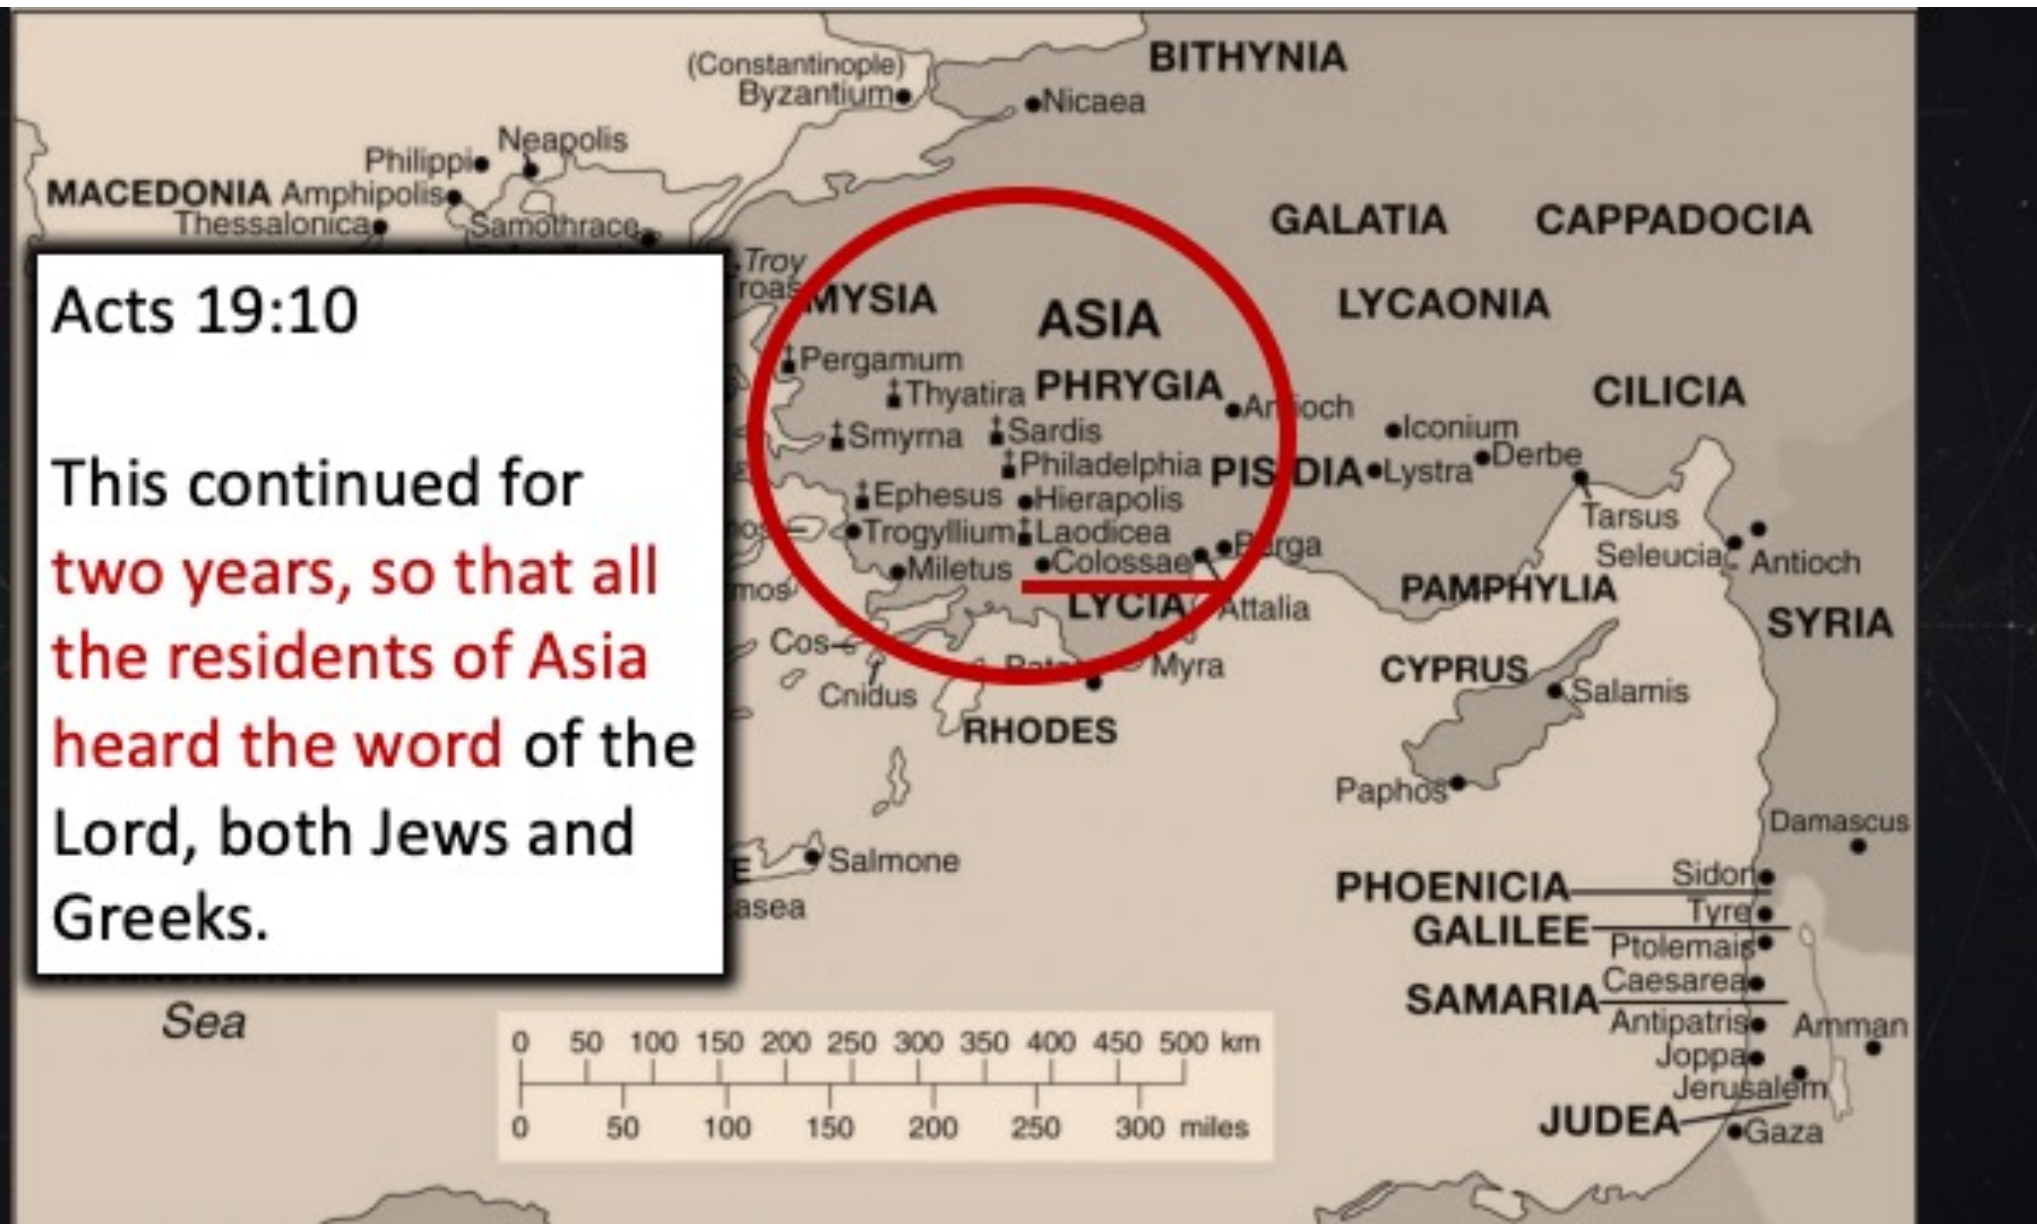 BITHYNIA
(Constantinople)
Byzantium
Nicaea
Neapolis
Philippi
MACEDONIA Amphipolis
Thessalonica
Samothrace
GALATIA
CAPPADOCIA
Troy
Troas
MYSIA
ASIA
LYCAONIA
Pergamum
Thyatira
PHRYGIA
Antioch
CILICIA
Smyrna
Sardis
Iconium
Philadelphia
PISIDIA
Lystra
Derbe
Ephesus
Hierapolis
Tarsus
Trogyllium
Laodicea
Perga
Seleucia
Antioch
Miletus
Colossae
PAMPHYLIA
LYCIA
Attalia
SYRIA
Cos
Cnidus
Myra
CYPRUS
Salamis
RHODES
Paphos
Damascus
Salmone
asea
PHOENICIA
Sidon
Tyre
GALILEE
Ptolemais
SAMARIA
Caesarea
Antipatris
Amman
Joppa
Jerusalem
JUDEA
Gaza
Sea
Acts 19:10
This continued for
two years, so that all
the residents of Asia
heard the word of the
Lord, both Jews and
Greeks.
0 50 100 150 200 250 300 350 400 450 500 km
0 50 100 150 200 250 300 miles